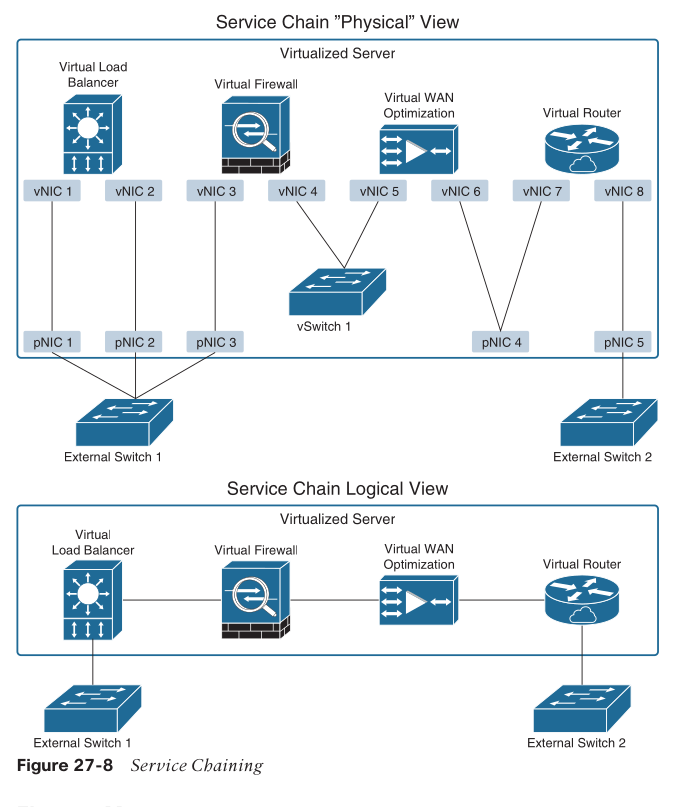 Service Chain ”Physical” View
Virtualized Server
Virtual Load
Balancer
Virtual Firewall
Virtual WAN
Optimization
Virtual Router
vNIC 1
vNIC 2
vNIC 3
vNIC 4
vNIC 5
vNIC 6
vNIC 7
vNIC 8
vSwitch 1
pNIC 1
pNIC 2
pNIC 3
pNIC 4
pNIC 5
External Switch 1
External Switch 2
Service Chain Logical View
Virtualized Server
Virtual
Load Balancer
Virtual Firewall
Virtual WAN
Optimization
Virtual Router
External Switch 1
External Switch 2
Figure 27-8 Service Chaining